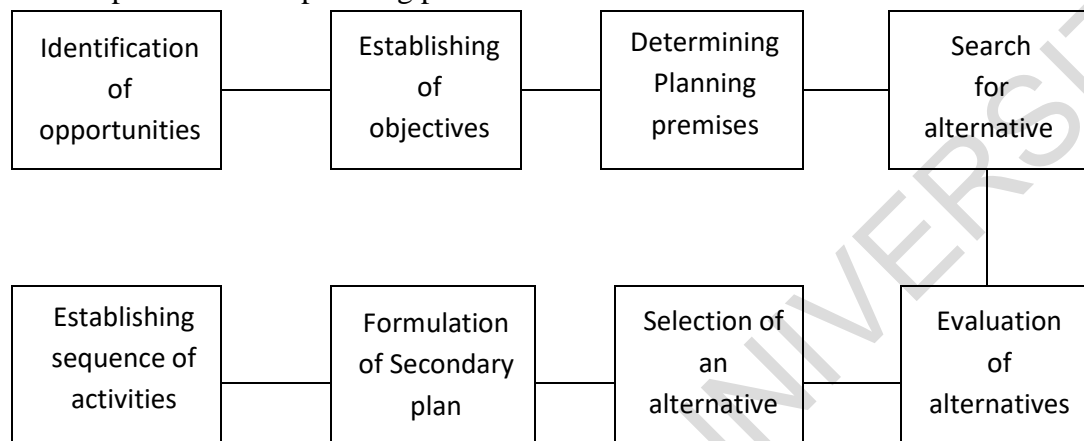 Identification
of
opportunities
Establishing
of
objectives
Determining
Planning
premises
Search
for
alternative
Establishing
sequence of
activities
Formulation
of Secondary
plan
Selection of
an
alternative
Evaluation
of
alternatives